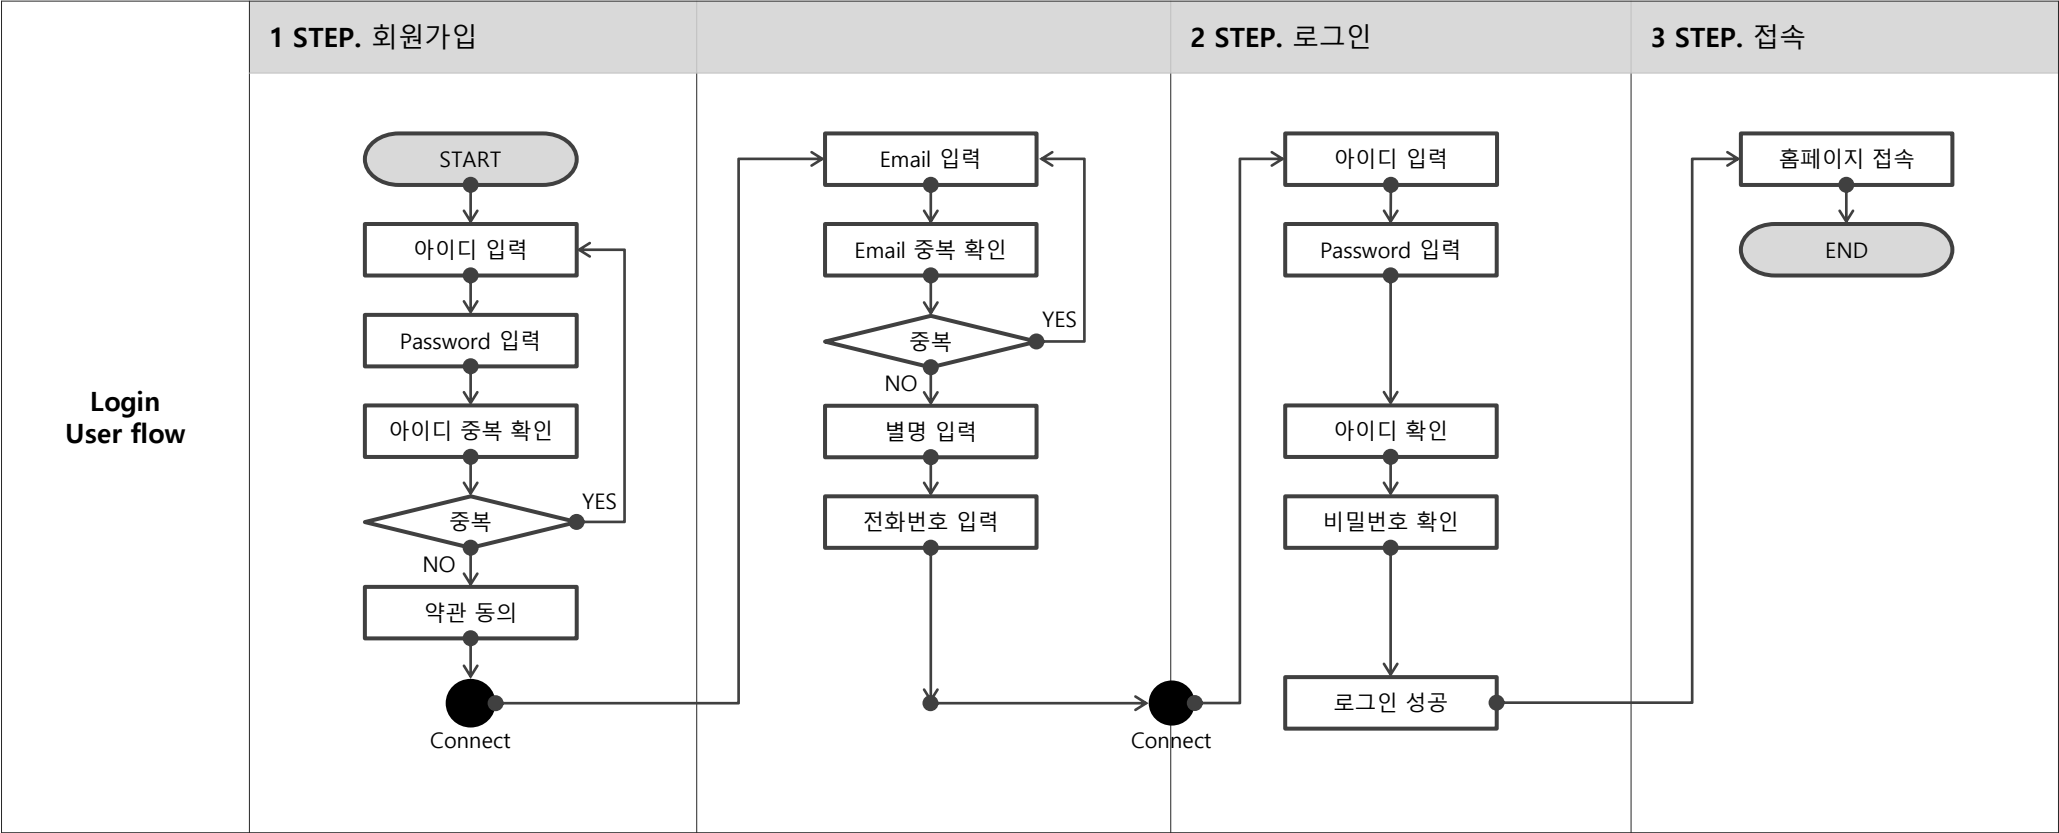 1 STEP. 회원가입
2 STEP. 로그인
3 STEP. 접속
Login
User flow
START
아이디 입력
Password 입력
아이디 중복 확인
중복
YES
NO
약관 동의
Connect
Email 입력
Email 중복 확인
중복
YES
NO
별명 입력
전화번호 입력
Connect
아이디 입력
Password 입력
아이디 확인
비밀번호 확인
로그인 성공
홈페이지 접속
END